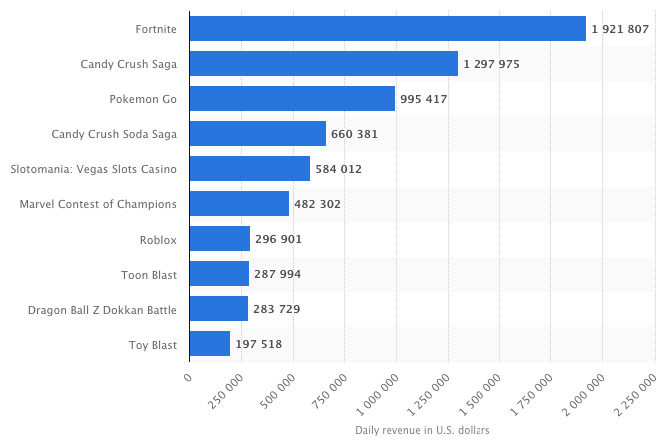 Fortnite 1 921 807
Candy Crush Saga 1 297 975
Pokemon Go 995 417
Candy Crush Soda Saga 660 381
Slotomania: Vegas Slots Casino 584 012
Marvel Contest of Champions 482 302
Roblox 296 901
Toon Blast 287 994
Dragon Ball Z Dokkan Battle 283 729
Toy Blast 197 518
0 250 000 500 000 750 000 1 000 000 1 250 000 1 500 000 1 750 000 2 000 000 2 250 000
Daily revenue in U.S. dollars